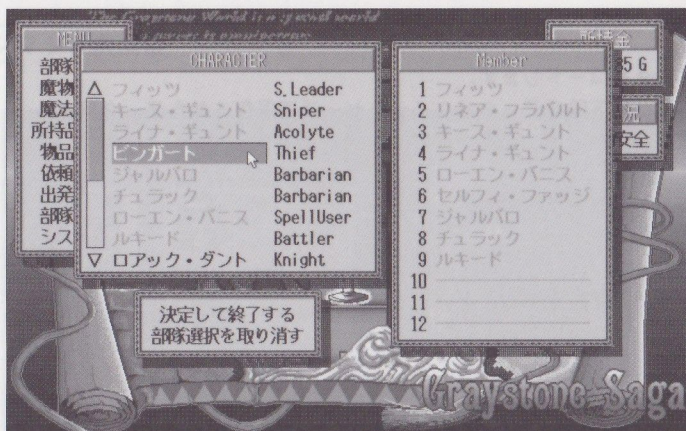 The Graystone World is a
MENU
部隊
魔物
魔法
所持品
物品
依頼
出発
部隊
シス
CHARACTER
フィッツ S.Leader
キース・ギュント Sniper
ライナ・ギュント Acolyte
ビンガート Thief
ジャルバロ Barbarian
チュラック Barbarian
ローエン・バニス SpellUser
ルキード Battler
ロアック・ダント Knight
Member
1 フィッツ
2 リネア・フラバルト
3 キース・ギュント
4 ライナ・ギュント
5 ローエン・バニス
6 セルフィ・ファッジ
7 ジャルバロ
8 チュラック
9 ルキード
10
11
12
所持金
5 G
況
安全
決定して終了する
部隊選択を取り消す
Graystone Saga